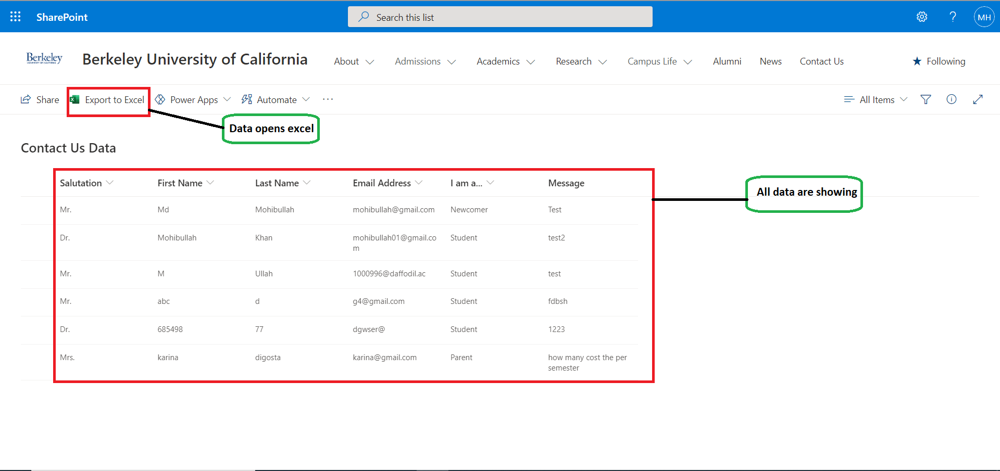 SharePoint
Search this list
MH
Berkeley
UNIVERSITY OF CALIFORNIA
Berkeley University of California
About Admissions Academics Research Campus Life Alumni News Contact Us
Following
Share Export to Excel Power Apps Automate ···
All Items
Data opens excel
Contact Us Data
All data are showing
Salutation First Name Last Name Email Address I am a... Message
Mr. Md Mohibullah mohibullah@gmail.com Newcomer Test
Dr. Mohibullah Khan mohibullah01@gmail.co Student test2
m
Mr. M Ullah 1000996@daffodil.ac Student test
Mr. abc d g4@gmail.com Student fdbsh
Dr. 685498 77 dgwser@ Student 1223
Mrs. karina digosta karina@gmail.com Parent how many cost the per
semester